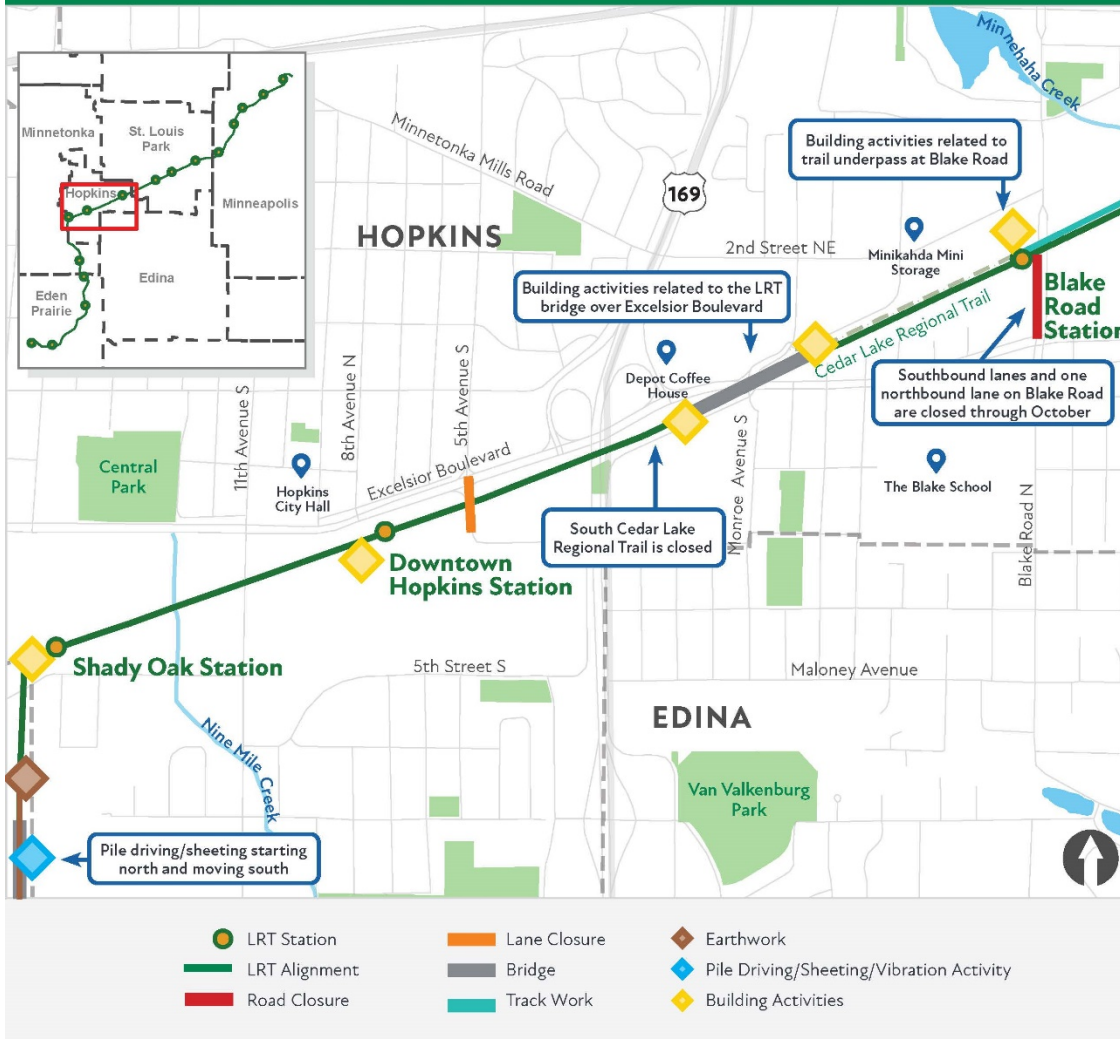 Minnetonka
St. Louis
Park
Hopkins
Minneapolis
Edina
Eden
Prairie
Minnehaha Creek
Minnetonka Mills Road
169
Building activities related to
trail underpass at Blake Road
HOPKINS
2nd Street NE
Minikahda Mini
Storage
Building activities related to the LRT
bridge over Excelsior Boulevard
Blake
Road
Station
Cedar Lake Regional Trail
Depot Coffee
House
Southbound lanes and one
northbound lane on Blake Road
are closed through October
11th Avenue S
8th Avenue N
5th Avenue S
Excelsior Boulevard
Central
Park
Hopkins
City Hall
Monroe Avenue S
The Blake School
Blake Road N
South Cedar Lake
Regional Trail is closed
Downtown
Hopkins Station
Shady Oak Station
5th Street S
Maloney Avenue
EDINA
Nine Mile Creek
Van Valkenburg
Park
Pile driving/sheeting starting
north and moving south
LRT Station
LRT Alignment
Road Closure
Lane Closure
Bridge
Track Work
Earthwork
Pile Driving/Sheeting/Vibration Activity
Building Activities